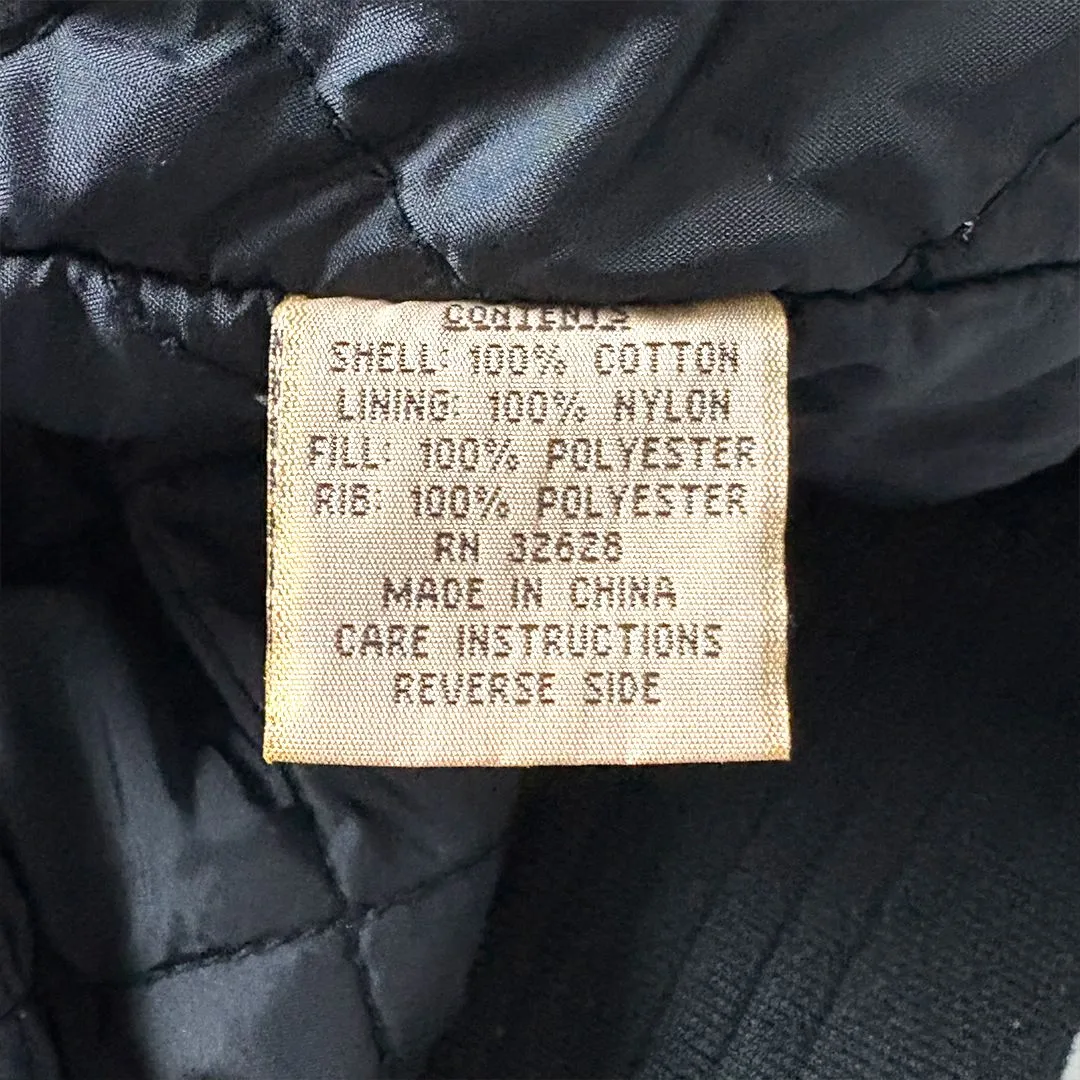 CONTENTS
SHELL: 100% COTTON
LINING: 100% NYLON
FILL: 100% POLYESTER
RIB: 100% POLYESTER
RN 32628
MADE IN CHINA
CARE INSTRUCTIONS
REVERSE SIDE